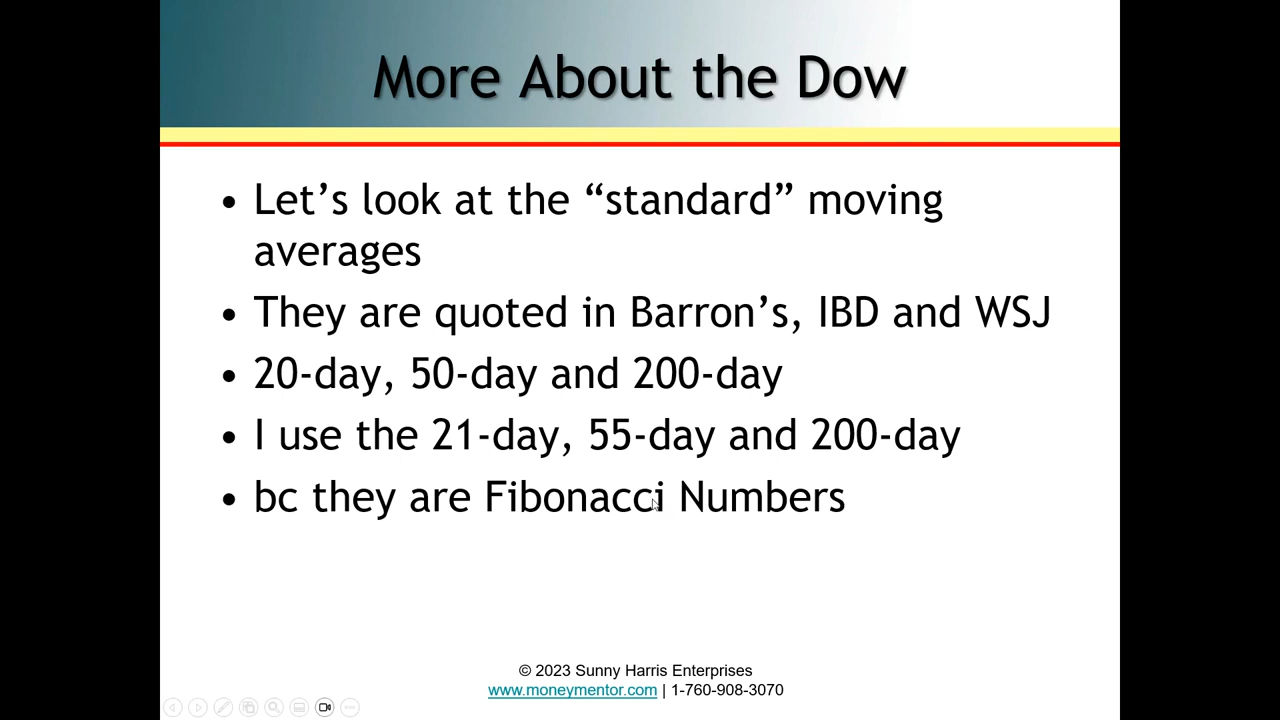 More About the Dow
• Let’s look at the “standard” moving
averages
• They are quoted in Barron’s, IBD and WSJ
• 20-day, 50-day and 200-day
• I use the 21-day, 55-day and 200-day
• bc they are Fibonacci Numbers
© 2023 Sunny Harris Enterprises
www.moneymentor.com | 1-760-908-3070